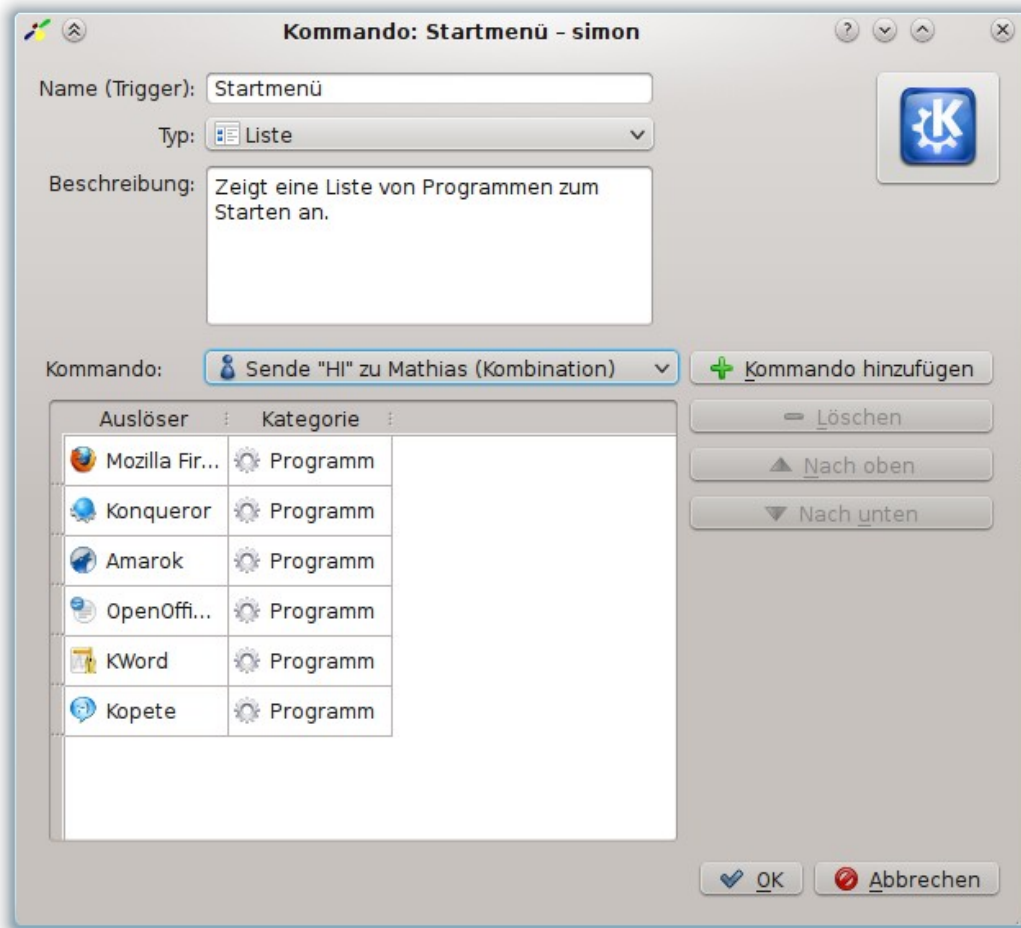 Kommando: Startmenü – simon
Name (Trigger): Startmenü
Typ: Liste
Beschreibung: Zeigt eine Liste von Programmen zum
Starten an.
Kommando: Sende "HI" zu Mathias (Kombination) Kommando hinzufügen
Auslöser Kategorie Löschen
Mozilla Fir... Programm Nach oben
Konqueror Programm Nach unten
Amarok Programm
OpenOffi... Programm
KWord Programm
Kopete Programm
OK Abbrechen